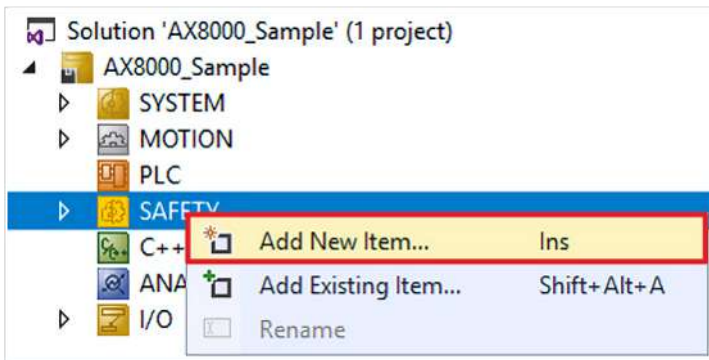 Solution 'AX8000_Sample' (1 project)
AX8000_Sample
SYSTEM
MOTION
PLC
SAFETY
Add New Item... Ins
C++
Add Existing Item... Shift+Alt+A
ANA
I/O
Rename